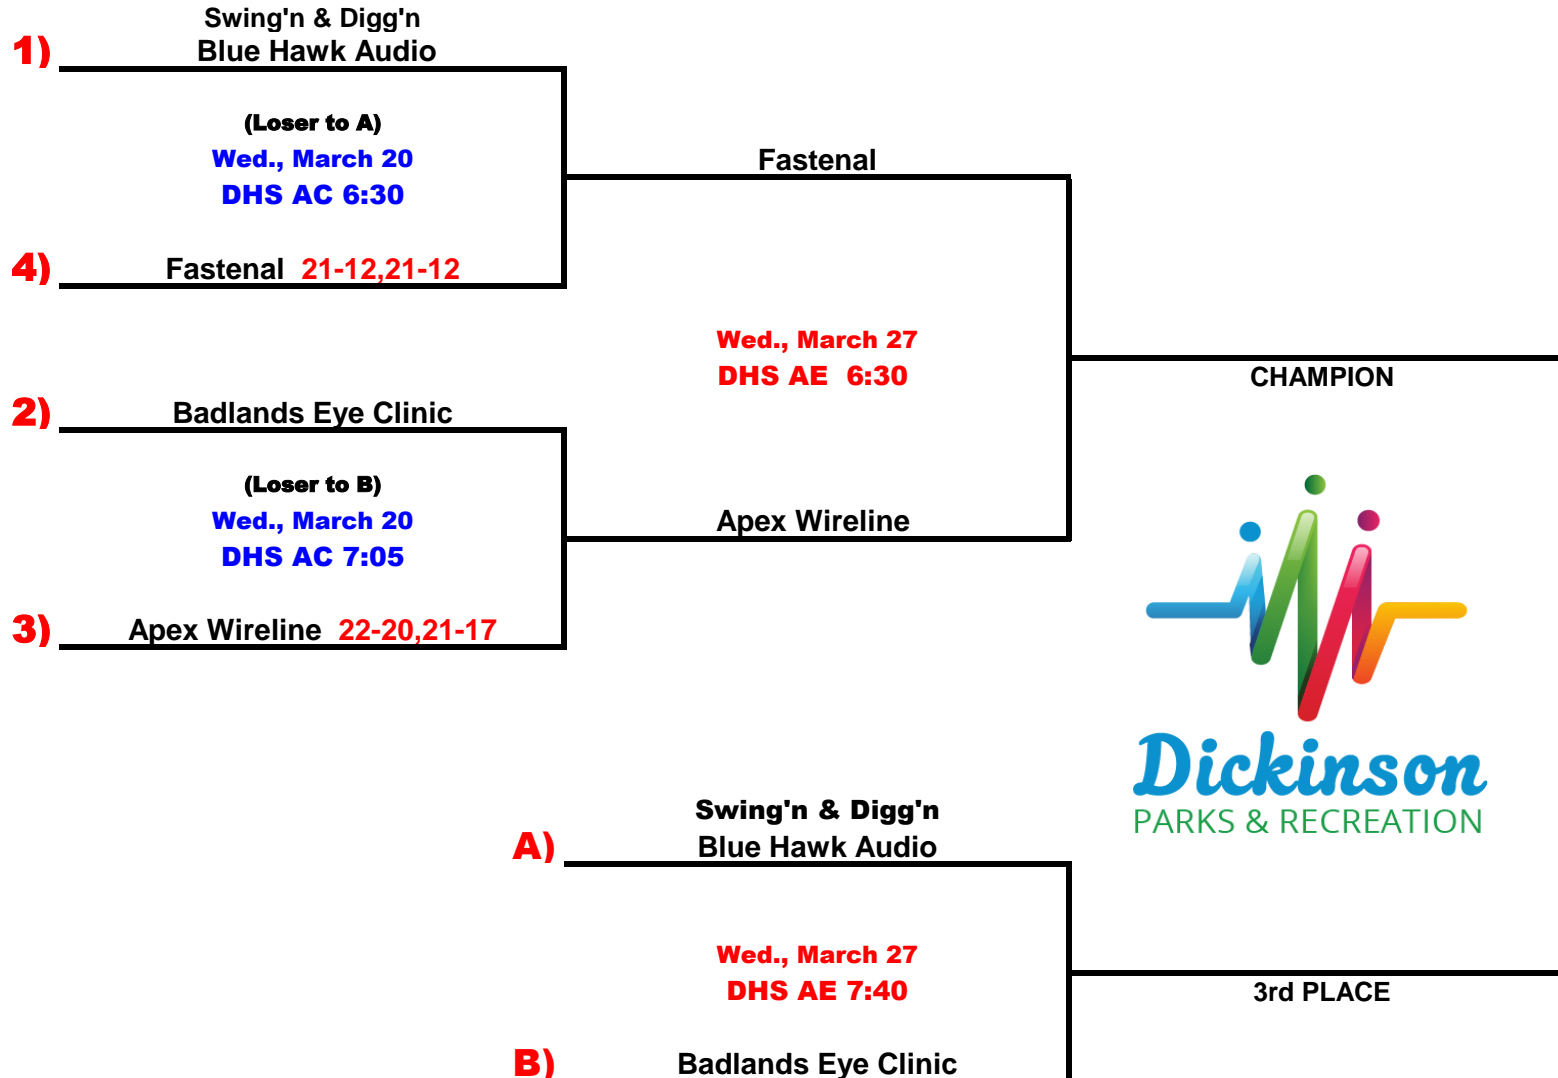 Swing'n & Digg'n
1) Blue Hawk Audio
(Loser to A)
Wed., March 20
DHS AC 6:30
Fastenal
4) Fastenal 21-12,21-12
Wed., March 27
DHS AE 6:30
CHAMPION
2) Badlands Eye Clinic
(Loser to B)
Wed., March 20
DHS AC 7:05
Apex Wireline
3) Apex Wireline 22-20,21-17
Dickinson
PARKS & RECREATION
Swing'n & Digg'n
A) Blue Hawk Audio
Wed., March 27
DHS AE 7:40
3rd PLACE
B) Badlands Eye Clinic